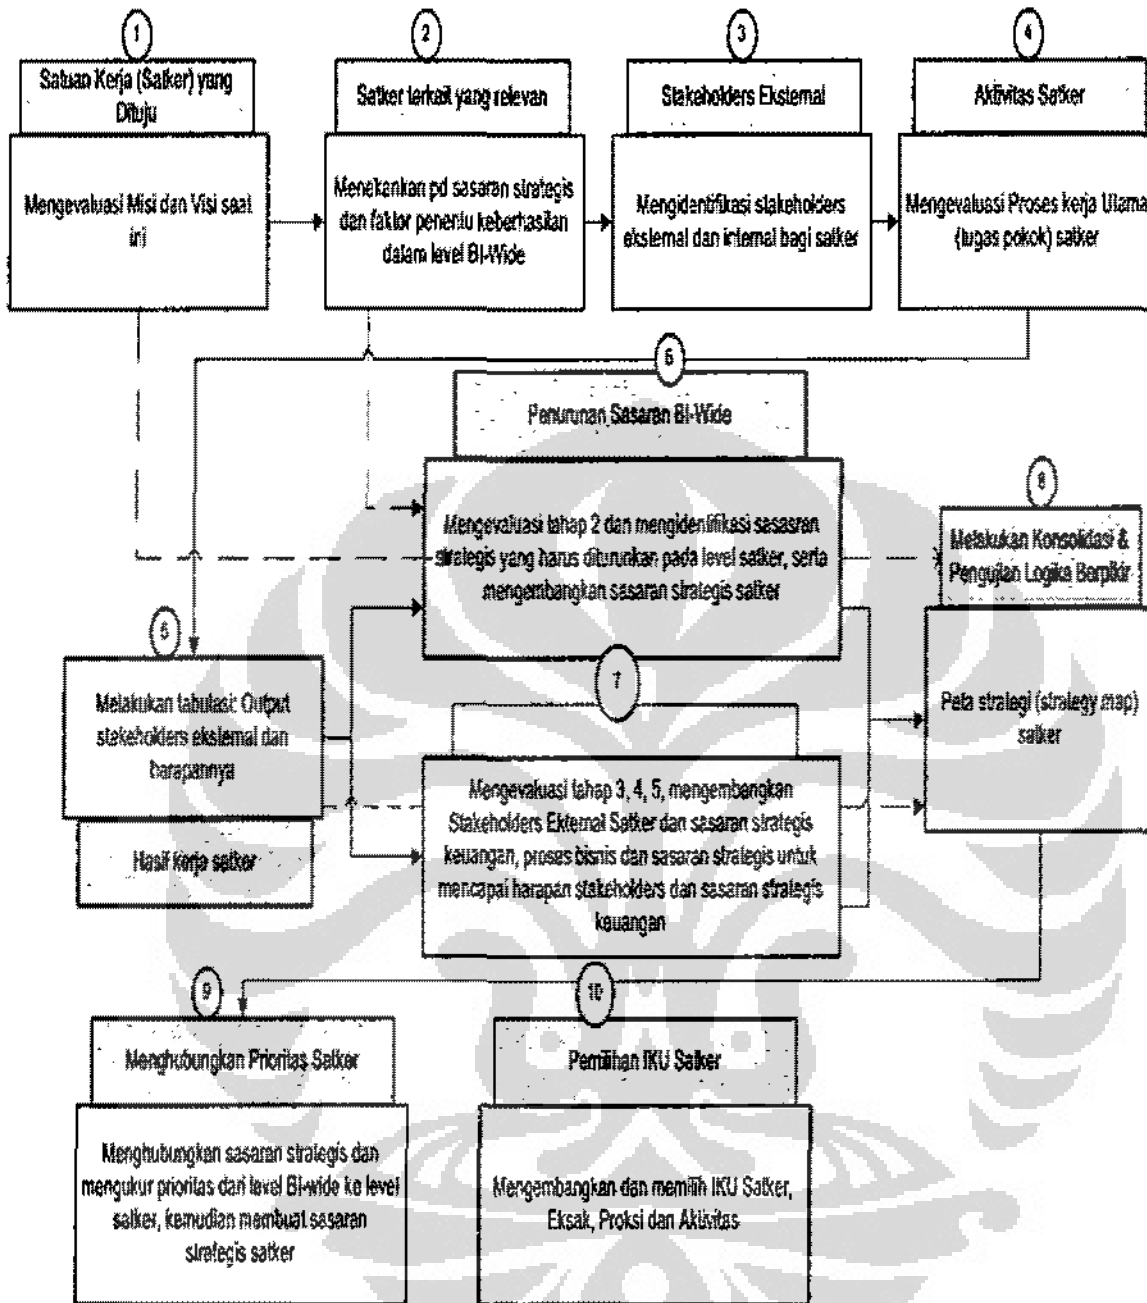 1
Satuan Kerja (Satker) yang
Dituju
Mengevaluasi Misi dan Visi saat
ini
2
Satker terkait yang relevan
Menekankan pd sasaran strategis
dan faktor penentu keberhasilan
dalam level BI-Wide
3
Stakeholders Eksternal
Mengidentifikasi stakeholders
eksternal dan internal bagi satker
4
Aktivitas Satker
Mengevaluasi Proses kerja Utama
(tugas pokok) satker
5
Melakukan tabulasi: Output
stakeholders eksternal dan
harapannya
Hasil kerja satker
6
Penurunan Sasaran BI-Wide
Mengevaluasi tahap 2 dan mengidentifikasi sasasran
strategis yang harus diturunkan pada level satker, serta
mengembangkan sasaran strategis satker
7
Mengevaluasi tahap 3, 4, 5, mengembangkan
Stakeholders Ekternal Satker dan sasaran strategis
keuangan, proses bisnis dan sasaran strategis untuk
mencapai harapan stakeholders dan sasaran strategis
keuangan
8
Melakukan Konsolidasi &
Pengujian Logika Berpikir
Peta strategi (strategy map)
satker
9
Menghubungkan Prioritas Satker
Menghubungkan sasaran strategis dan
mengukur prioritas dari level BI-wide ke level
satker, kemudian membuat sasaran
strategis satker
10
Pemilihan IKU Satker
Mengembangkan dan memilih IKU Satker,
Eksak, Proksi dan Aktivitas